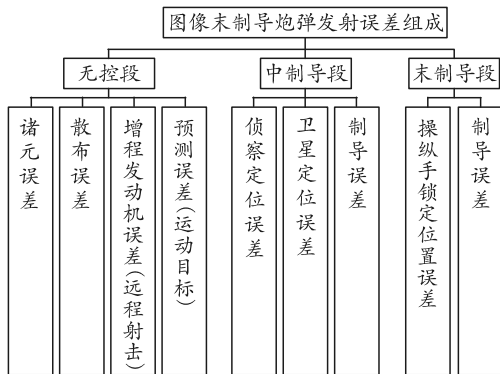 图像末制导炮弹发射误差组成
无控段
中制导段
末制导段
诸元误差
散布误差
增程发动机误差(远程射击)
预测误差(运动目标)
侦察定位误差
卫星定位误差
制导误差
操纵手锁定位置误差
制导误差